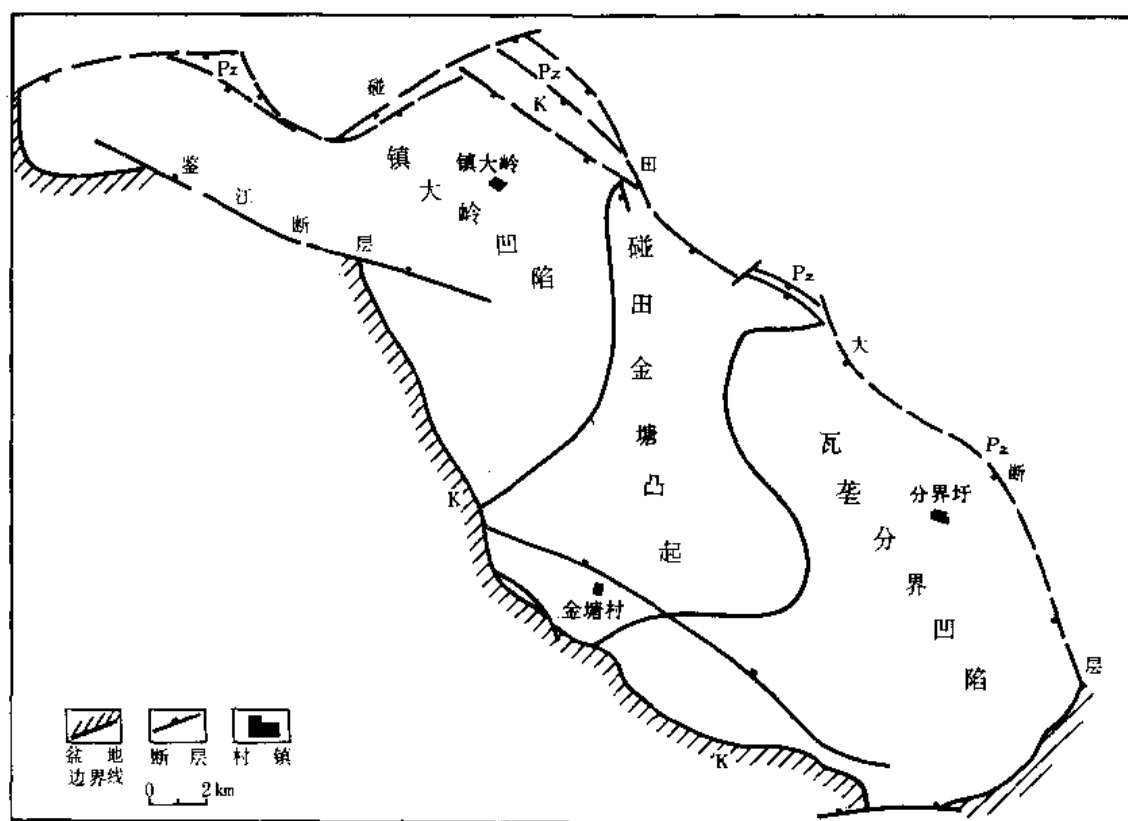 Pz
碰
Pz
K
田
鉴江断层
镇大岭凹陷
镇大岭
碰田金塘凸起
Pz
大
瓦垄分界凹陷
Pz
断
分界圩
K
金塘村
层
K
盆地边界线
断层
村镇
0 2 km